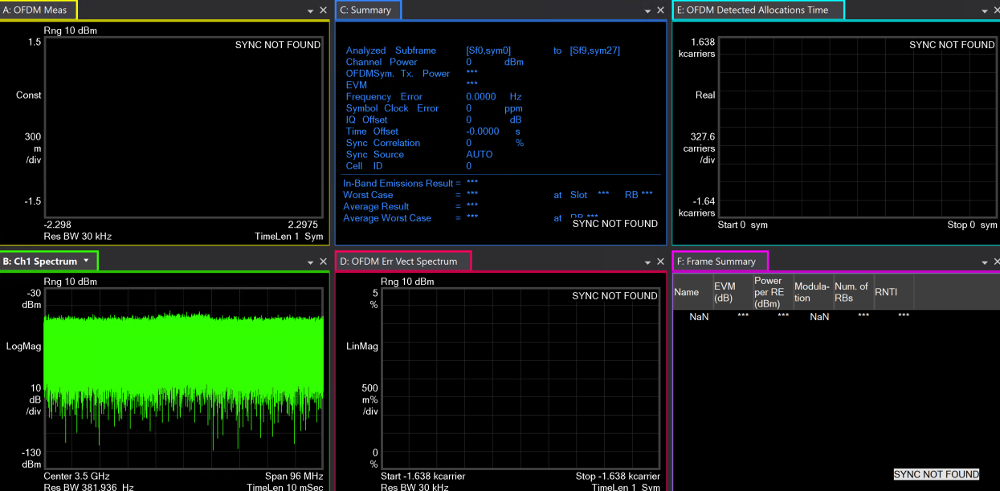 A: OFDM Meas
Rng 10 dBm
SYNC NOT FOUND
1.5
Const
300
m
/div
-1.5
-2.298
2.2975
Res BW 30 kHz
TimeLen 1 Sym
C: Summary
Analyzed Subframe [Sf0,sym0] to [Sf9,sym27]
Channel Power 0 dBm
OFDMSym. Tx. Power ***
EVM ***
Frequency Error 0.0000 Hz
Symbol Clock Error 0 ppm
IQ Offset 0 dB
Time Offset -0.0000 s
Sync Correlation 0 %
Sync Source AUTO
Cell ID 0
In-Band Emissions Result = ***
Worst Case = *** at Slot *** RB ***
Average Result = ***
Average Worst Case = *** at RB ***
SYNC NOT FOUND
E: OFDM Detected Allocations Time
SYNC NOT FOUND
1.638
kcarriers
Real
327.6
carriers
/div
-1.64
kcarriers
Start 0 sym
Stop 0 sym
B: Ch1 Spectrum
Rng 10 dBm
-30
dBm
LogMag
10
dB
/div
-130
dBm
Center 3.5 GHz
Span 96 MHz
Res BW 381.936 Hz
TimeLen 10 mSec
D: OFDM Err Vect Spectrum
Rng 10 dBm
SYNC NOT FOUND
5
%
LinMag
500
m%
/div
0
%
Start -1.638 kcarrier
Stop -1.638 kcarrier
Res BW 30 kHz
TimeLen 1 Sym
F: Frame Summary
Name EVM (dB) Power per RE (dBm) Modula-tion Num. of RBs RNTI
NaN *** *** NaN *** ***
SYNC NOT FOUND